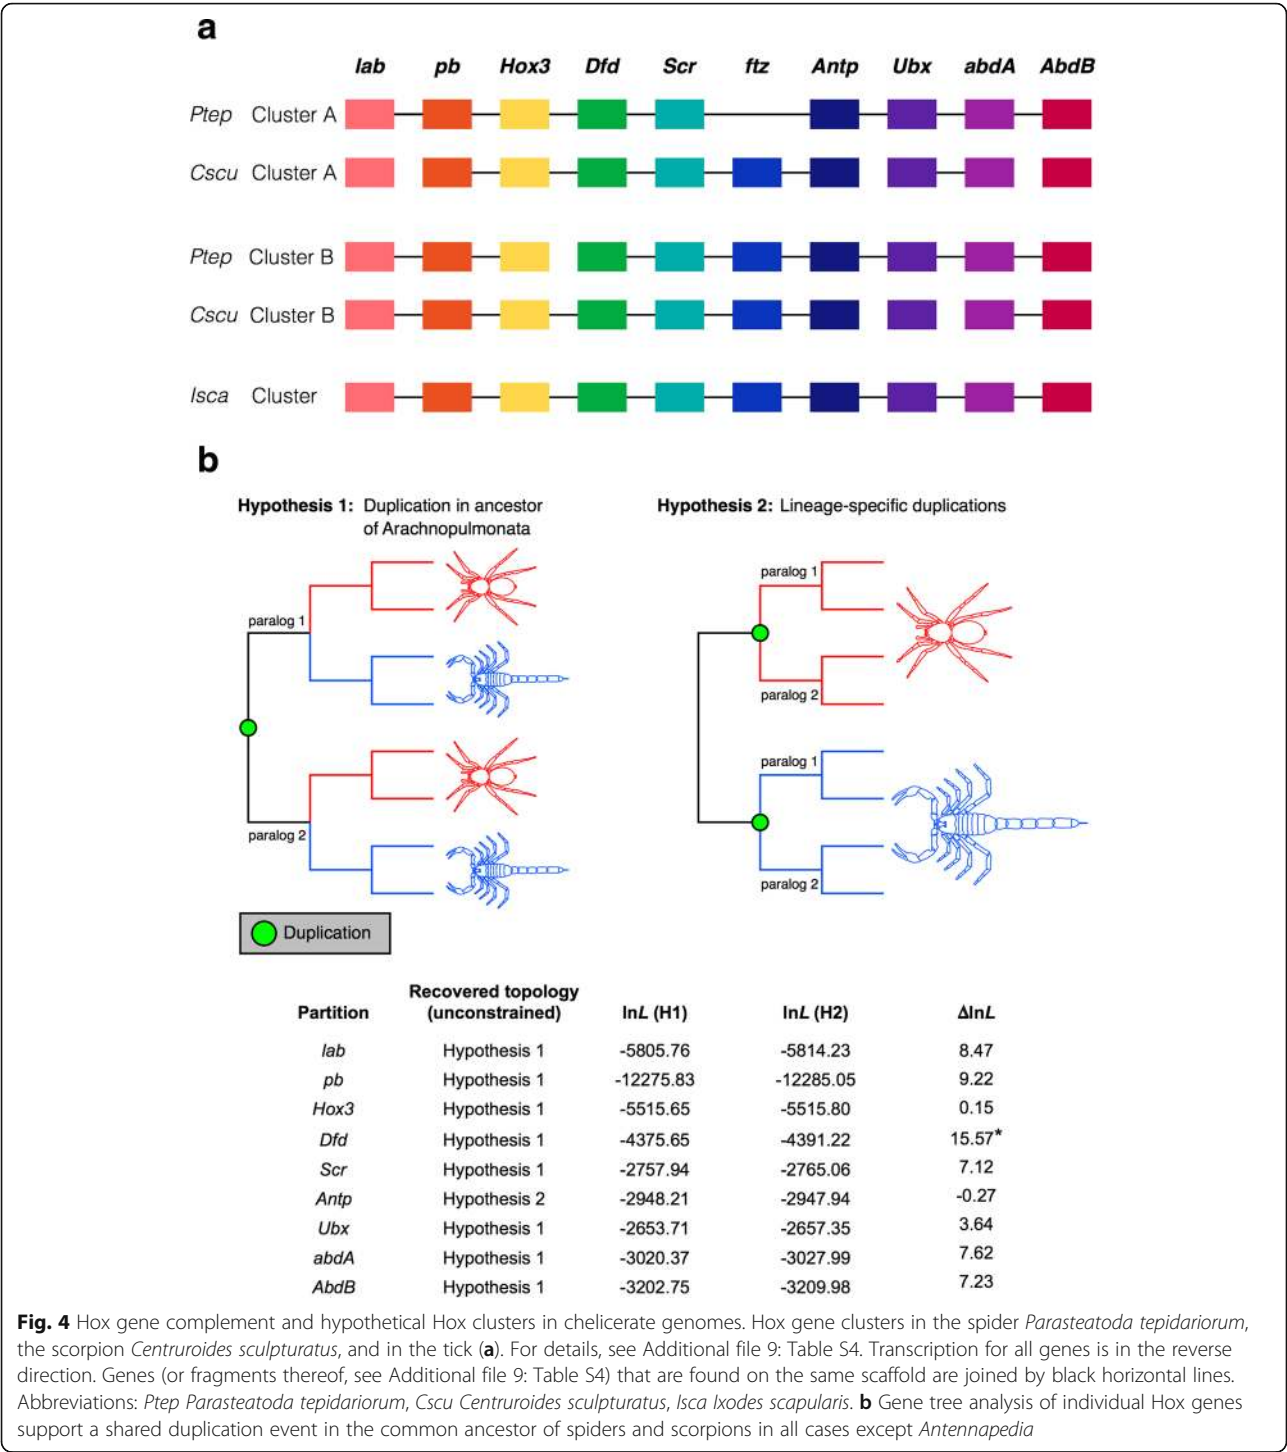 a
lab pb Hox3 Dfd Scr ftz Antp Ubx abdA AbdB
Ptep Cluster A
Cscu Cluster A
Ptep Cluster B
Cscu Cluster B
Isca Cluster
b
Hypothesis 1: Duplication in ancestor
of Arachnopulmonata
paralog 1
paralog 2
Hypothesis 2: Lineage-specific duplications
paralog 1
paralog 2
paralog 1
paralog 2
Duplication
Partition Recovered topology (unconstrained) lnL (H1) lnL (H2) ΔlnL
lab Hypothesis 1 -5805.76 -5814.23 8.47
pb Hypothesis 1 -12275.83 -12285.05 9.22
Hox3 Hypothesis 1 -5515.65 -5515.80 0.15
Dfd Hypothesis 1 -4375.65 -4391.22 15.57*
Scr Hypothesis 1 -2757.94 -2765.06 7.12
Antp Hypothesis 2 -2948.21 -2947.94 -0.27
Ubx Hypothesis 1 -2653.71 -2657.35 3.64
abdA Hypothesis 1 -3020.37 -3027.99 7.62
AbdB Hypothesis 1 -3202.75 -3209.98 7.23
Fig. 4 Hox gene complement and hypothetical Hox clusters in chelicerate genomes. Hox gene clusters in the spider Parasteatoda tepidariorum,
the scorpion Centruroides sculpturatus, and in the tick (a). For details, see Additional file 9: Table S4. Transcription for all genes is in the reverse
direction. Genes (or fragments thereof, see Additional file 9: Table S4) that are found on the same scaffold are joined by black horizontal lines.
Abbreviations: Ptep Parasteatoda tepidariorum, Cscu Centruroides sculpturatus, Isca Ixodes scapularis. b Gene tree analysis of individual Hox genes
support a shared duplication event in the common ancestor of spiders and scorpions in all cases except Antennapedia